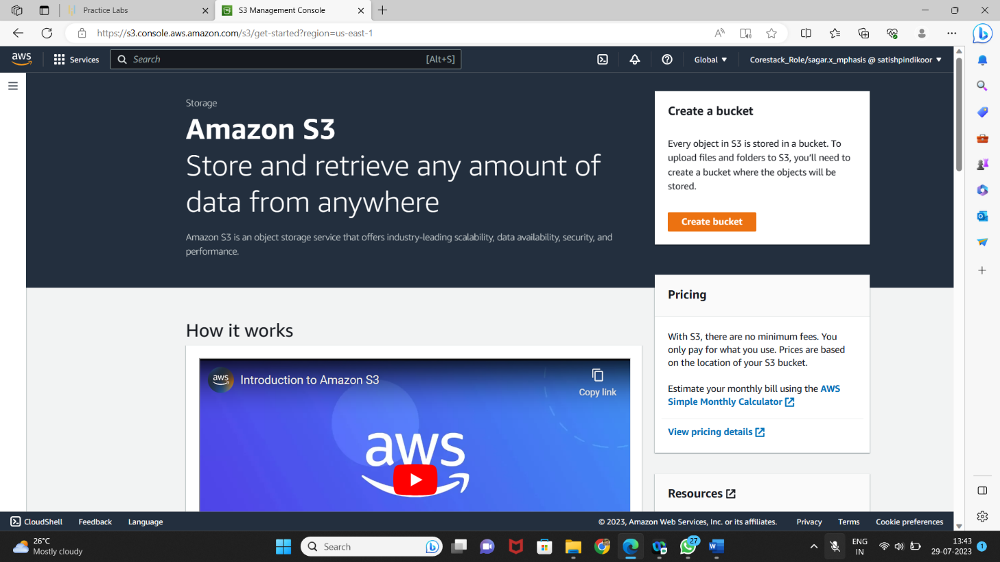 Practice Labs
S3 Management Console
https://s3.console.aws.amazon.com/s3/get-started?region=us-east-1
aws
Services
Search
[Alt+S]
Global
Corestack_Role/sagar.x_mphasis @ satishpindikoor
Storage
Amazon S3
Store and retrieve any amount of
data from anywhere
Amazon S3 is an object storage service that offers industry-leading scalability, data availability, security, and
performance.
Create a bucket
Every object in S3 is stored in a bucket. To
upload files and folders to S3, you'll need to
create a bucket where the objects will be
stored.
Create bucket
Pricing
With S3, there are no minimum fees. You
only pay for what you use. Prices are based
on the location of your S3 bucket.
Estimate your monthly bill using the AWS
Simple Monthly Calculator
View pricing details
Resources
How it works
aws
Introduction to Amazon S3
Copy link
aws
CloudShell
Feedback
Language
© 2023, Amazon Web Services, Inc. or its affiliates.
Privacy
Terms
Cookie preferences
26°C
Mostly cloudy
Search
27
ENG
IN
13:43
29-07-2023
1